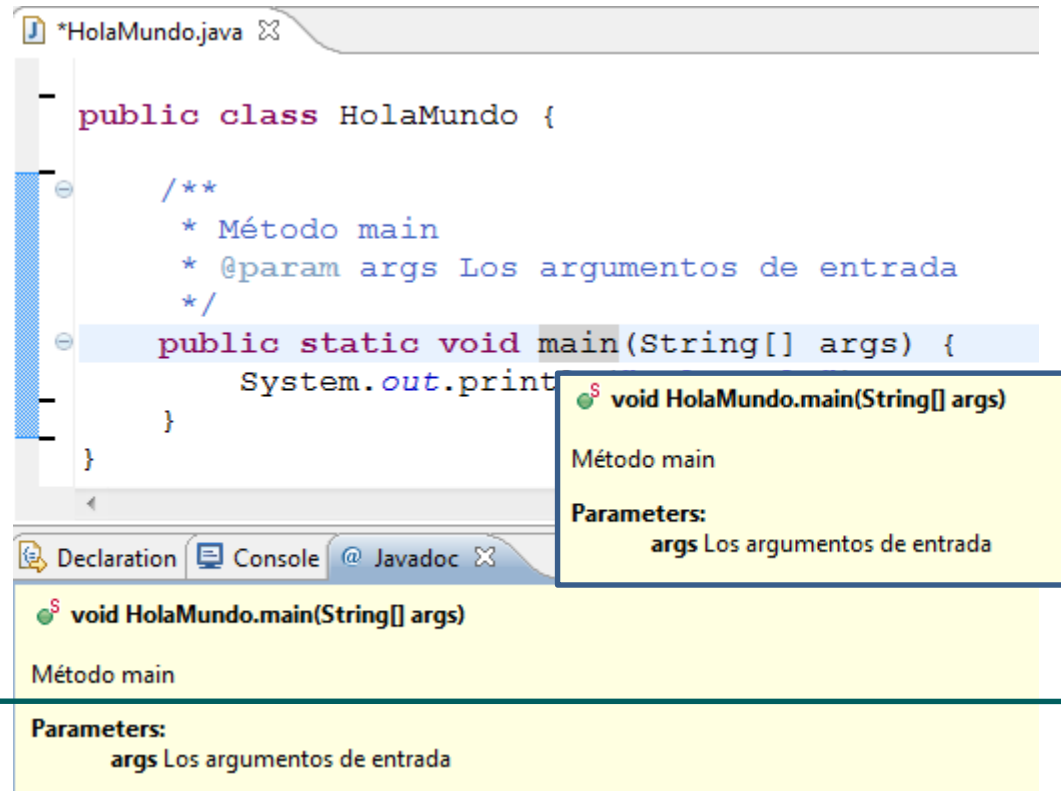 *HolaMundo.java
public class HolaMundo {
/**
* Método main
* @param args Los argumentos de entrada
*/
public static void main(String[] args) {
System.out.print
}
}
void HolaMundo.main(String[] args)
Método main
Parameters:
args Los argumentos de entrada
Declaration Console @ Javadoc
void HolaMundo.main(String[] args)
Método main
Parameters:
args Los argumentos de entrada